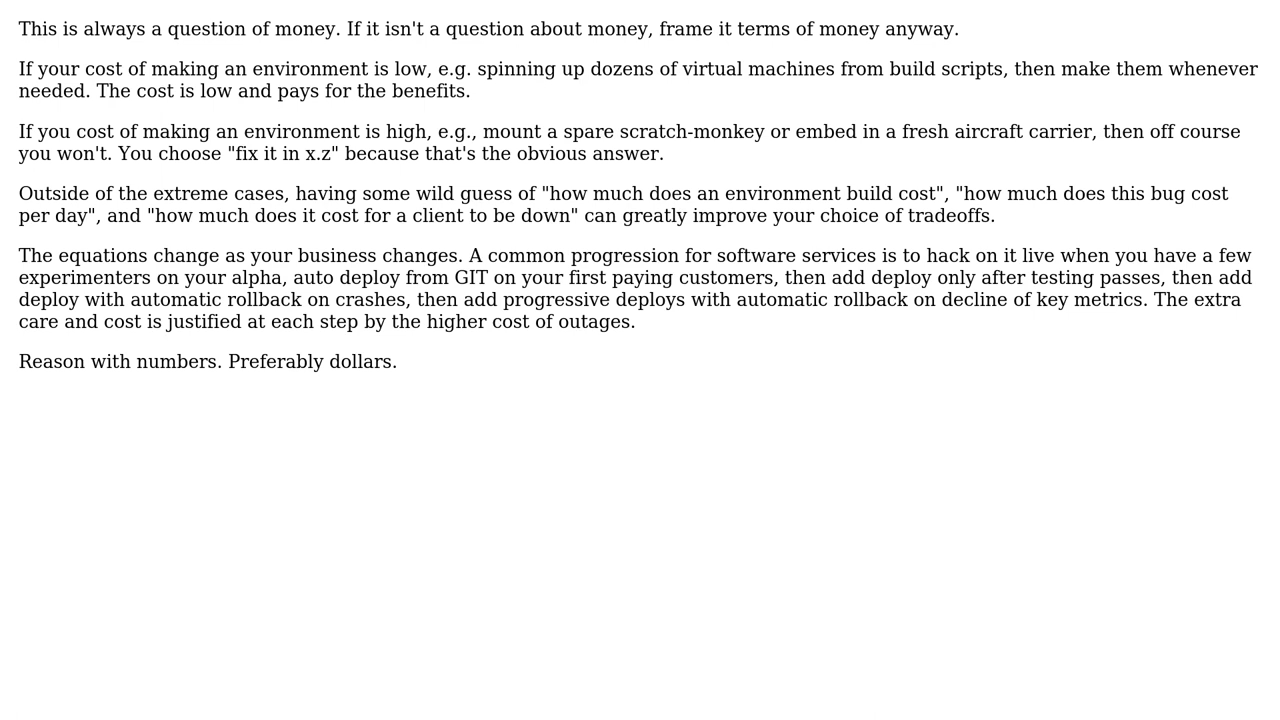 This is always a question of money. If it isn't a question about money, frame it terms of money anyway.
If your cost of making an environment is low, e.g. spinning up dozens of virtual machines from build scripts, then make them whenever
needed. The cost is low and pays for the benefits.
If you cost of making an environment is high, e.g., mount a spare scratch-monkey or embed in a fresh aircraft carrier, then off course
you won't. You choose "fix it in x.z" because that's the obvious answer.
Outside of the extreme cases, having some wild guess of "how much does an environment build cost", "how much does this bug cost
per day", and "how much does it cost for a client to be down" can greatly improve your choice of tradeoffs.
The equations change as your business changes. A common progression for software services is to hack on it live when you have a few
experimenters on your alpha, auto deploy from GIT on your first paying customers, then add deploy only after testing passes, then add
deploy with automatic rollback on crashes, then add progressive deploys with automatic rollback on decline of key metrics. The extra
care and cost is justified at each step by the higher cost of outages.
Reason with numbers. Preferably dollars.